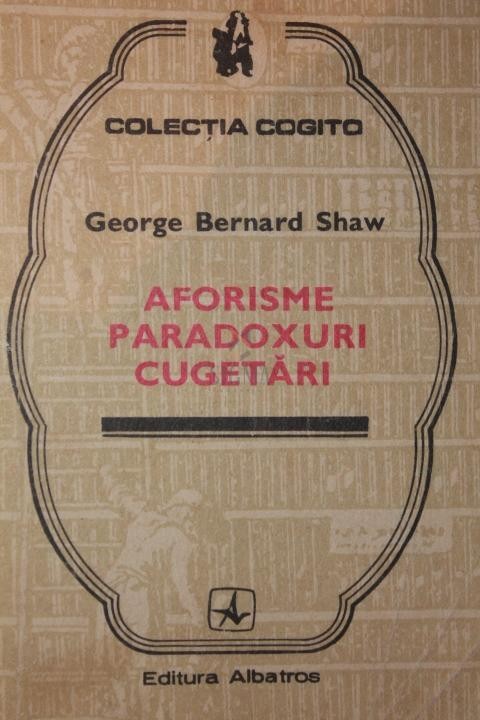 COLECȚIA COGITO
George Bernard Shaw
AFORISME
PARADOXURI
CUGETĂRI
Editura Albatros